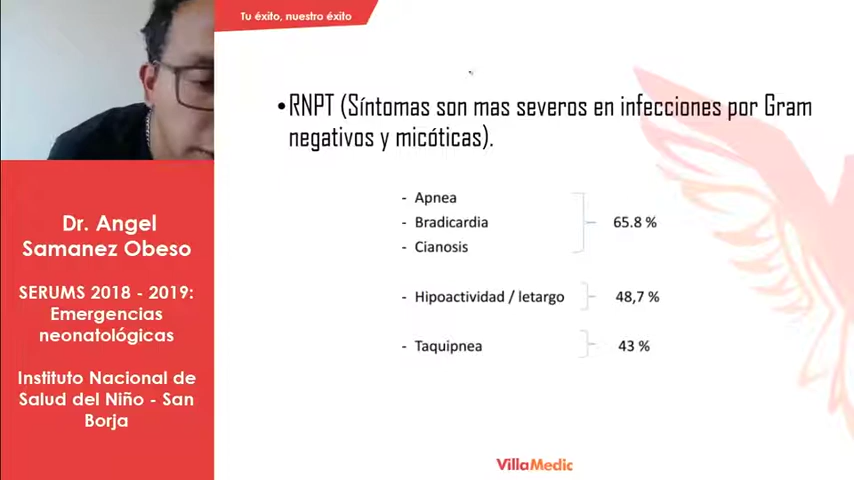 Tu éxito, nuestro éxito
•RNPT (Síntomas son mas severos en infecciones por Gram
negativos y micóticas).
- Apnea
- Bradicardia
- Cianosis
65.8 %
- Hipoactividad / letargo
48,7 %
- Taquipnea
43 %
Dr. Angel
Samanez Obeso
SERUMS 2018 - 2019:
Emergencias
neonatológicas
Instituto Nacional de
Salud del Niño - San
Borja
VillaMedic